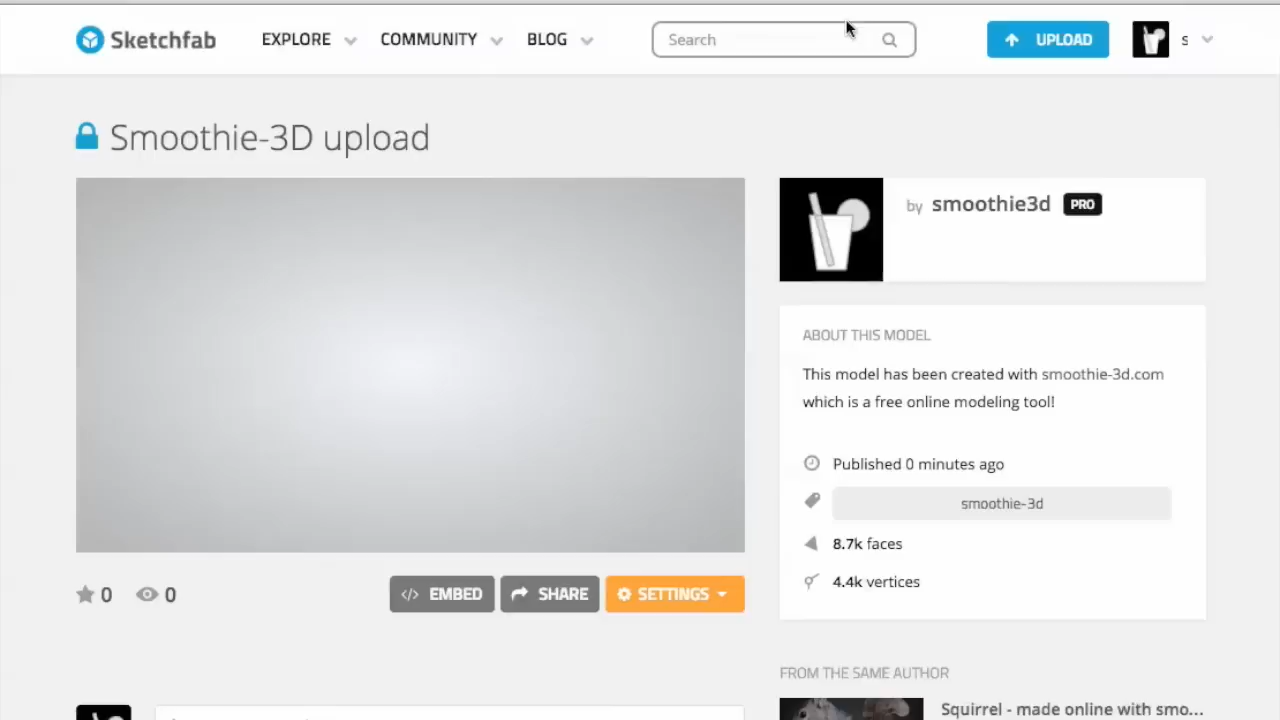 Sketchfab EXPLORE COMMUNITY BLOG Search UPLOAD s
Smoothie-3D upload
by smoothie3d PRO
ABOUT THIS MODEL
This model has been created with smoothie-3d.com
which is a free online modeling tool!
Published 0 minutes ago
smoothie-3d
8.7k faces
4.4k vertices
0 0 </> EMBED SHARE SETTINGS
FROM THE SAME AUTHOR
Squirrel - made online with smo...